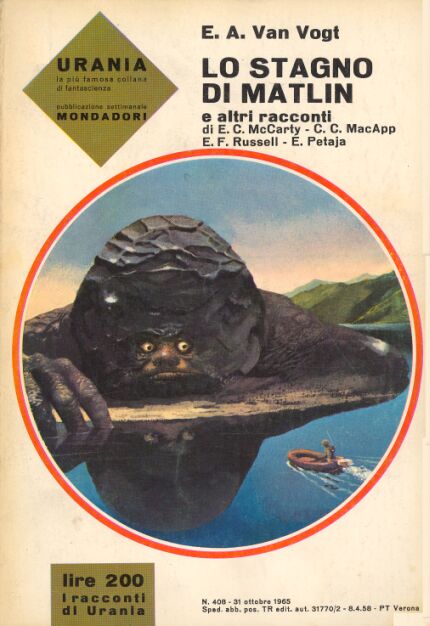 URANIA
la più famosa collana
di fantascienza
pubblicazione settimanale
MONDADORI
E. A. Van Vogt
LO STAGNO
DI MATLIN
e altri racconti
di E. C. McCarty - C. C. MacApp
E. F. Russell - E. Petaja
lire 200
I racconti
di Urania
N. 408 - 31 ottobre 1965
Sped. abb. pos. TR edit. aut. 31770/2 - 8.4.58 - PT Verona